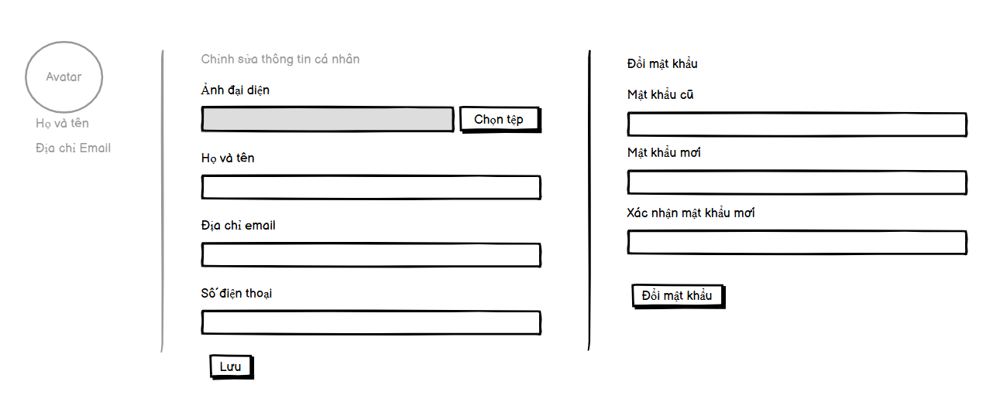 Avatar
Họ và tên
Địa chỉ Email
Chỉnh sửa thông tin cá nhân
Ảnh đại diện
Chọn tệp
Họ và tên
Địa chỉ email
Số điện thoại
Lưu
Đổi mật khẩu
Mật khẩu cũ
Mật khẩu mới
Xác nhận mật khẩu mới
Đổi mật khẩu